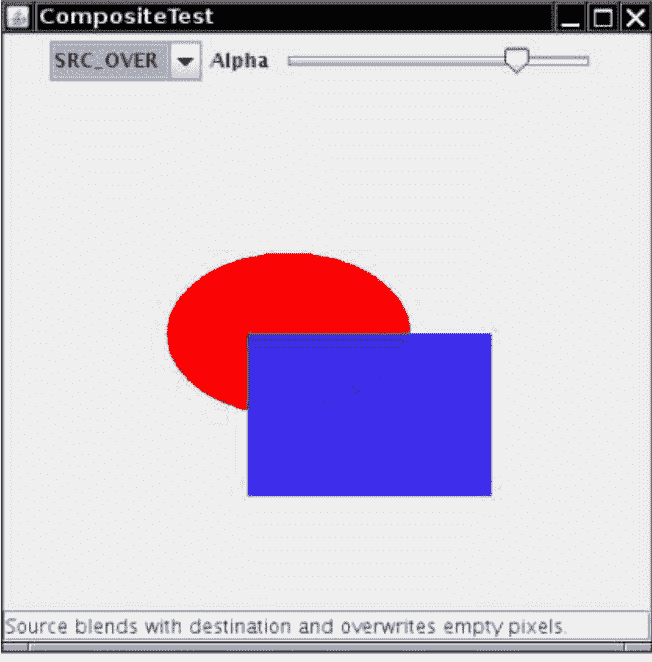 CompositeTest
SRC_OVER Alpha
Source blends with destination and overwrites empty pixels.